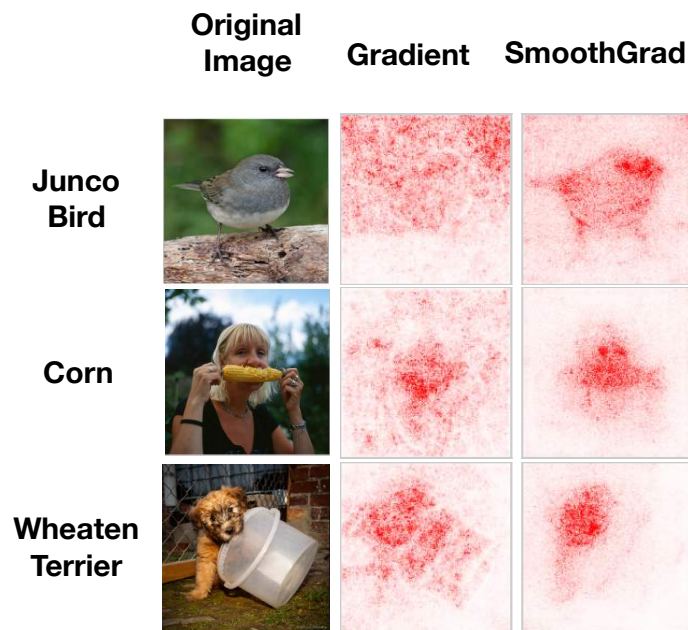 Original
Image
Gradient
SmoothGrad
Junco
Bird
Corn
Wheaten
Terrier